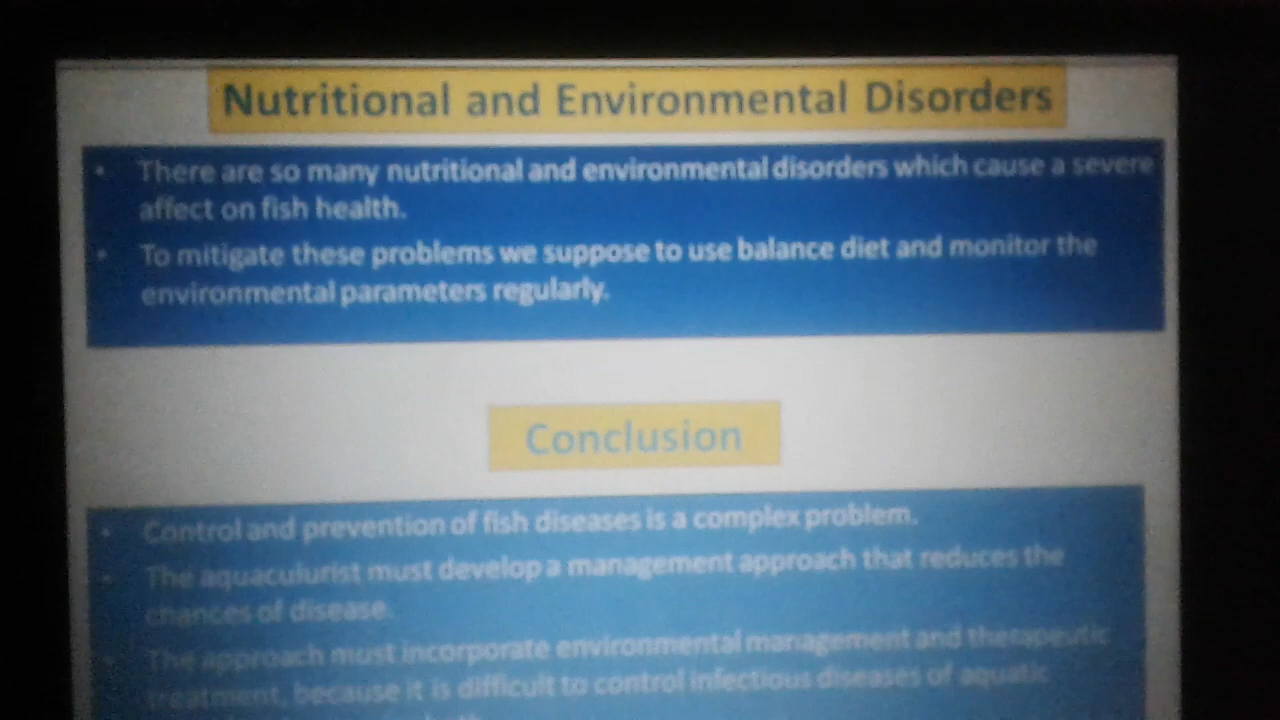 Nutritional and Environmental Disorders
• There are so many nutritional and environmental disorders which cause a severe
affect on fish health.
• To mitigate these problems we suppose to use balance diet and monitor the
environmental parameters regularly.
Conclusion
• Control and prevention of fish diseases is a complex problem.
• The aquaculurist must develop a management approach that reduces the
chances of disease.
• The approach must incorporate environmental management and therapeutic
treatment, because it is difficult to control infectious diseases of aquatic